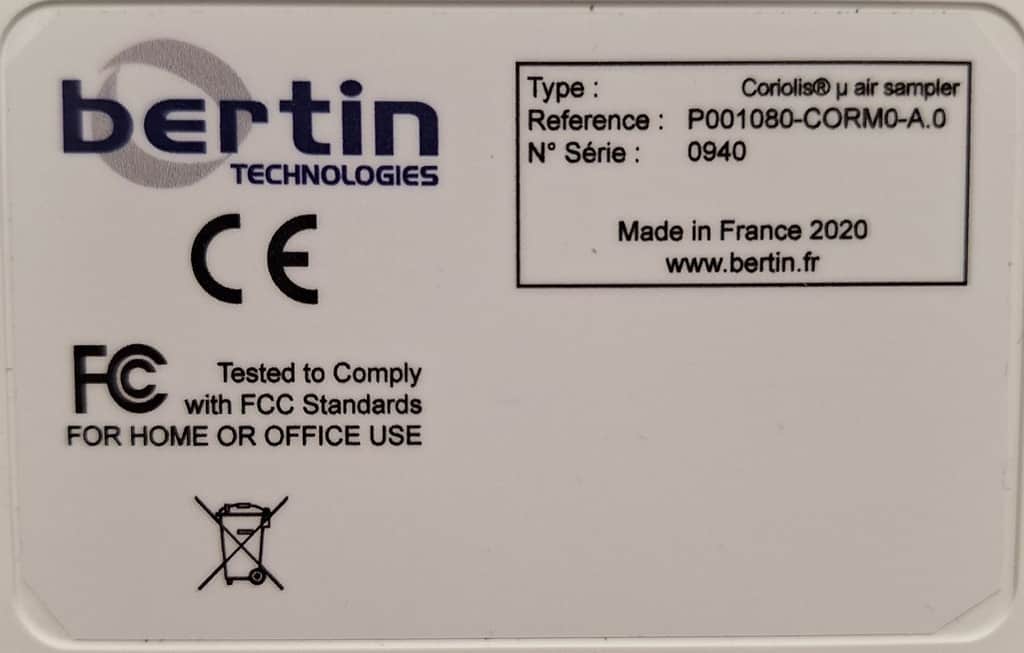 bertin
TECHNOLOGIES
CE
FC
Tested to Comply
with FCC Standards
FOR HOME OR OFFICE USE
Type : Coriolis® µ air sampler
Reference : P001080-CORM0-A.0
N° Série : 0940
Made in France 2020
www.bertin.fr